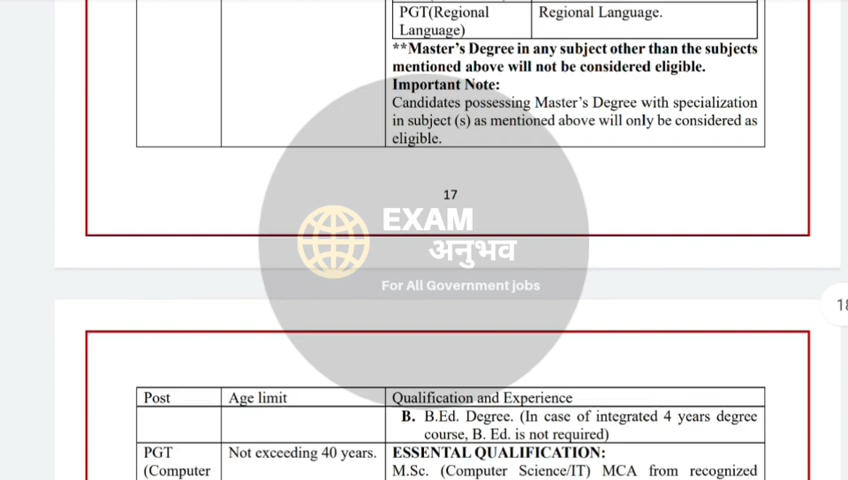 PGT(Regional Language)
Regional Language.
**Master's Degree in any subject other than the subjects
mentioned above will not be considered eligible.
Important Note:
Candidates possessing Master's Degree with specialization
in subject (s) as mentioned above will only be considered as
eligible.
17
EXAM
अनुभव
For All Government jobs
18
Post
Age limit
Qualification and Experience
B. B.Ed. Degree. (In case of integrated 4 years degree
course, B. Ed. is not required)
PGT
(Computer
Not exceeding 40 years.
ESSENTAL QUALIFICATION:
M.Sc. (Computer Science/IT) MCA from recognized